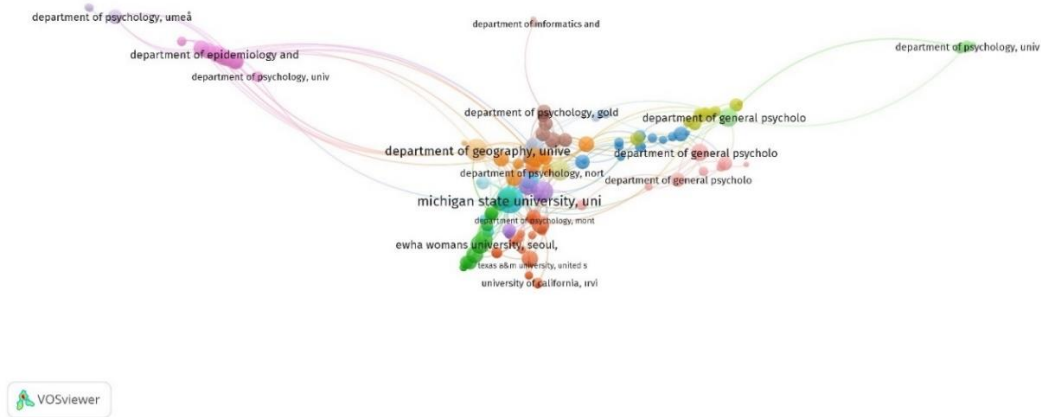 department of psychology, umeå
department of informatics and
department of epidemiology and
department of psychology, univ
department of psychology, univ
department of psychology, gold
department of general psycholo
department of geography, unive
department of general psycholo
department of psychology, nort
department of general psycholo
michigan state university, uni
department of psychology, mont
ewha womans university, seoul,
texas a&m university, united s
university of california, irvi
VOSviewer